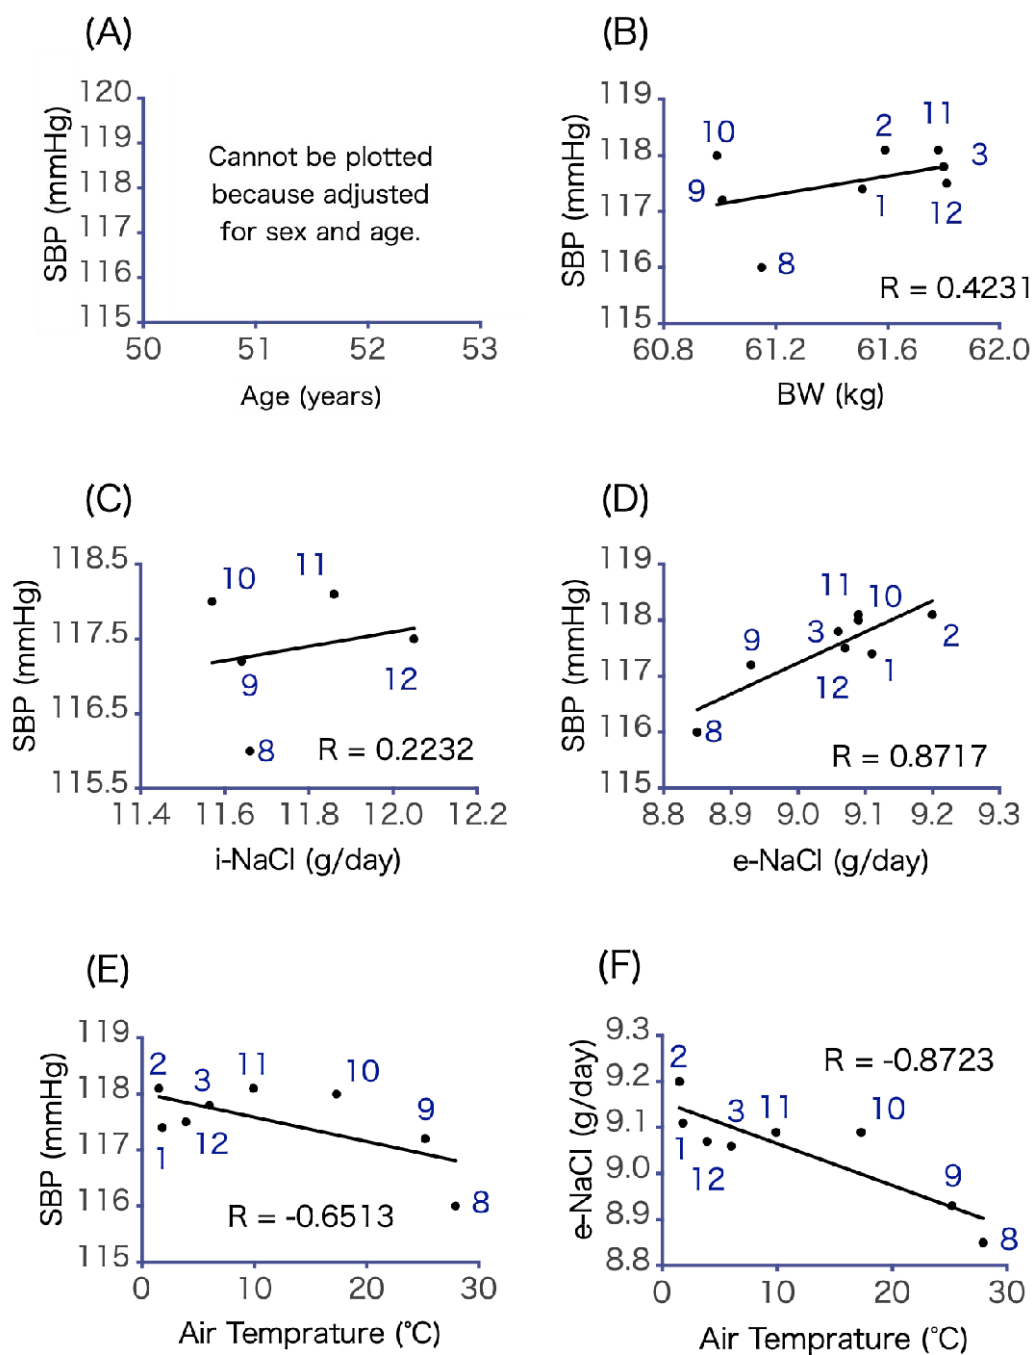 (A)
SBP (mmHg)
120
119
118
117
116
115
Cannot be plotted
because adjusted
for sex and age.
50 51 52 53
Age (years)
(B)
SBP (mmHg)
119
118
117
116
115
10 2 11
9 1 3
12
8
R = 0.4231
60.8 61.2 61.6 62.0
BW (kg)
(C)
SBP (mmHg)
118.5
117.5
116.5
115.5
10 11
9 12
8
R = 0.2232
11.4 11.6 11.8 12.0 12.2
i-NaCl (g/day)
(D)
SBP (mmHg)
119
118
117
116
115
11 10
9 3 2
12 1
8
R = 0.8717
8.8 8.9 9.0 9.1 9.2 9.3
e-NaCl (g/day)
(E)
SBP (mmHg)
119
118
117
116
115
2 3 11 10
1 12 9
8
R = -0.6513
0 10 20 30
Air Temprature (°C)
(F)
e-NaCl (g/day)
9.3
9.2
9.1
9.0
8.9
8.8
R = -0.8723
2 3 11 10
1
12 9
8
0 10 20 30
Air Temprature (°C)